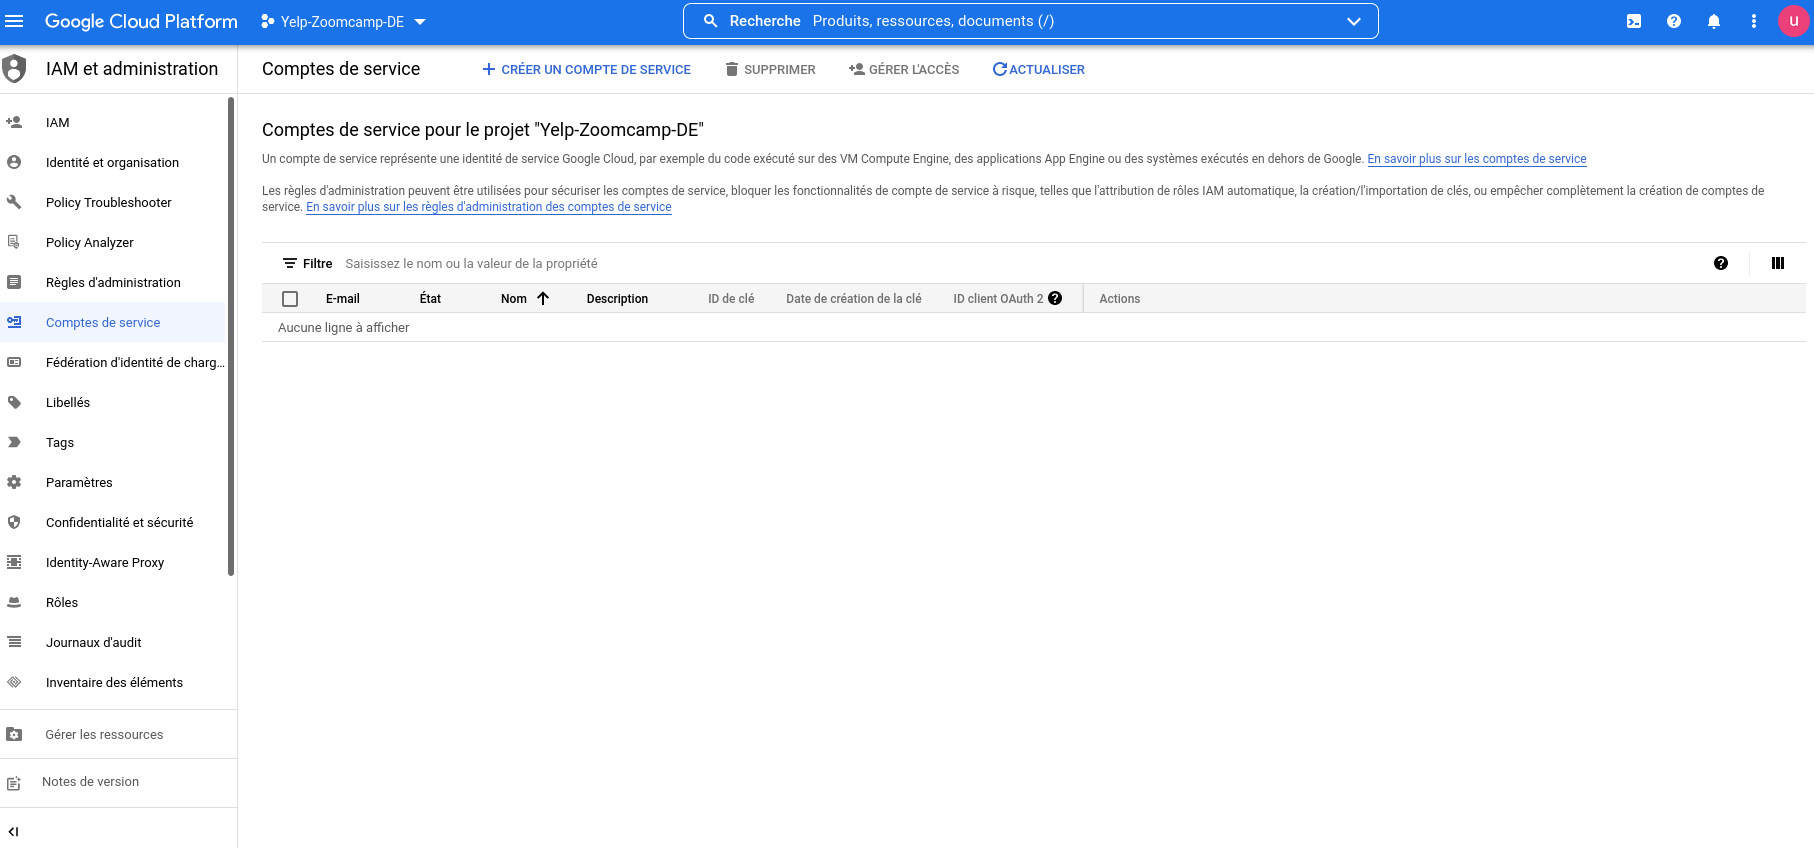 Google Cloud Platform
Yelp-Zoomcamp-DE
Recherche Produits, ressources, documents (/)
u
IAM et administration
Comptes de service
CRÉER UN COMPTE DE SERVICE
SUPPRIMER
GÉRER L'ACCÈS
ACTUALISER
IAM
Identité et organisation
Policy Troubleshooter
Policy Analyzer
Règles d'administration
Comptes de service
Fédération d'identité de charg…
Libellés
Tags
Paramètres
Confidentialité et sécurité
Identity-Aware Proxy
Rôles
Journaux d'audit
Inventaire des éléments
Gérer les ressources
Notes de version
Comptes de service pour le projet "Yelp-Zoomcamp-DE"
Un compte de service représente une identité de service Google Cloud, par exemple du code exécuté sur des VM Compute Engine, des applications App Engine ou des systèmes exécutés en dehors de Google. En savoir plus sur les comptes de service
Les règles d'administration peuvent être utilisées pour sécuriser les comptes de service, bloquer les fonctionnalités de compte de service à risque, telles que l'attribution de rôles IAM automatique, la création/l'importation de clés, ou empêcher complètement la création de comptes de
service. En savoir plus sur les règles d'administration des comptes de service
Filtre Saisissez le nom ou la valeur de la propriété
E-mail État Nom Description ID de clé Date de création de la clé ID client OAuth 2 Actions
Aucune ligne à afficher